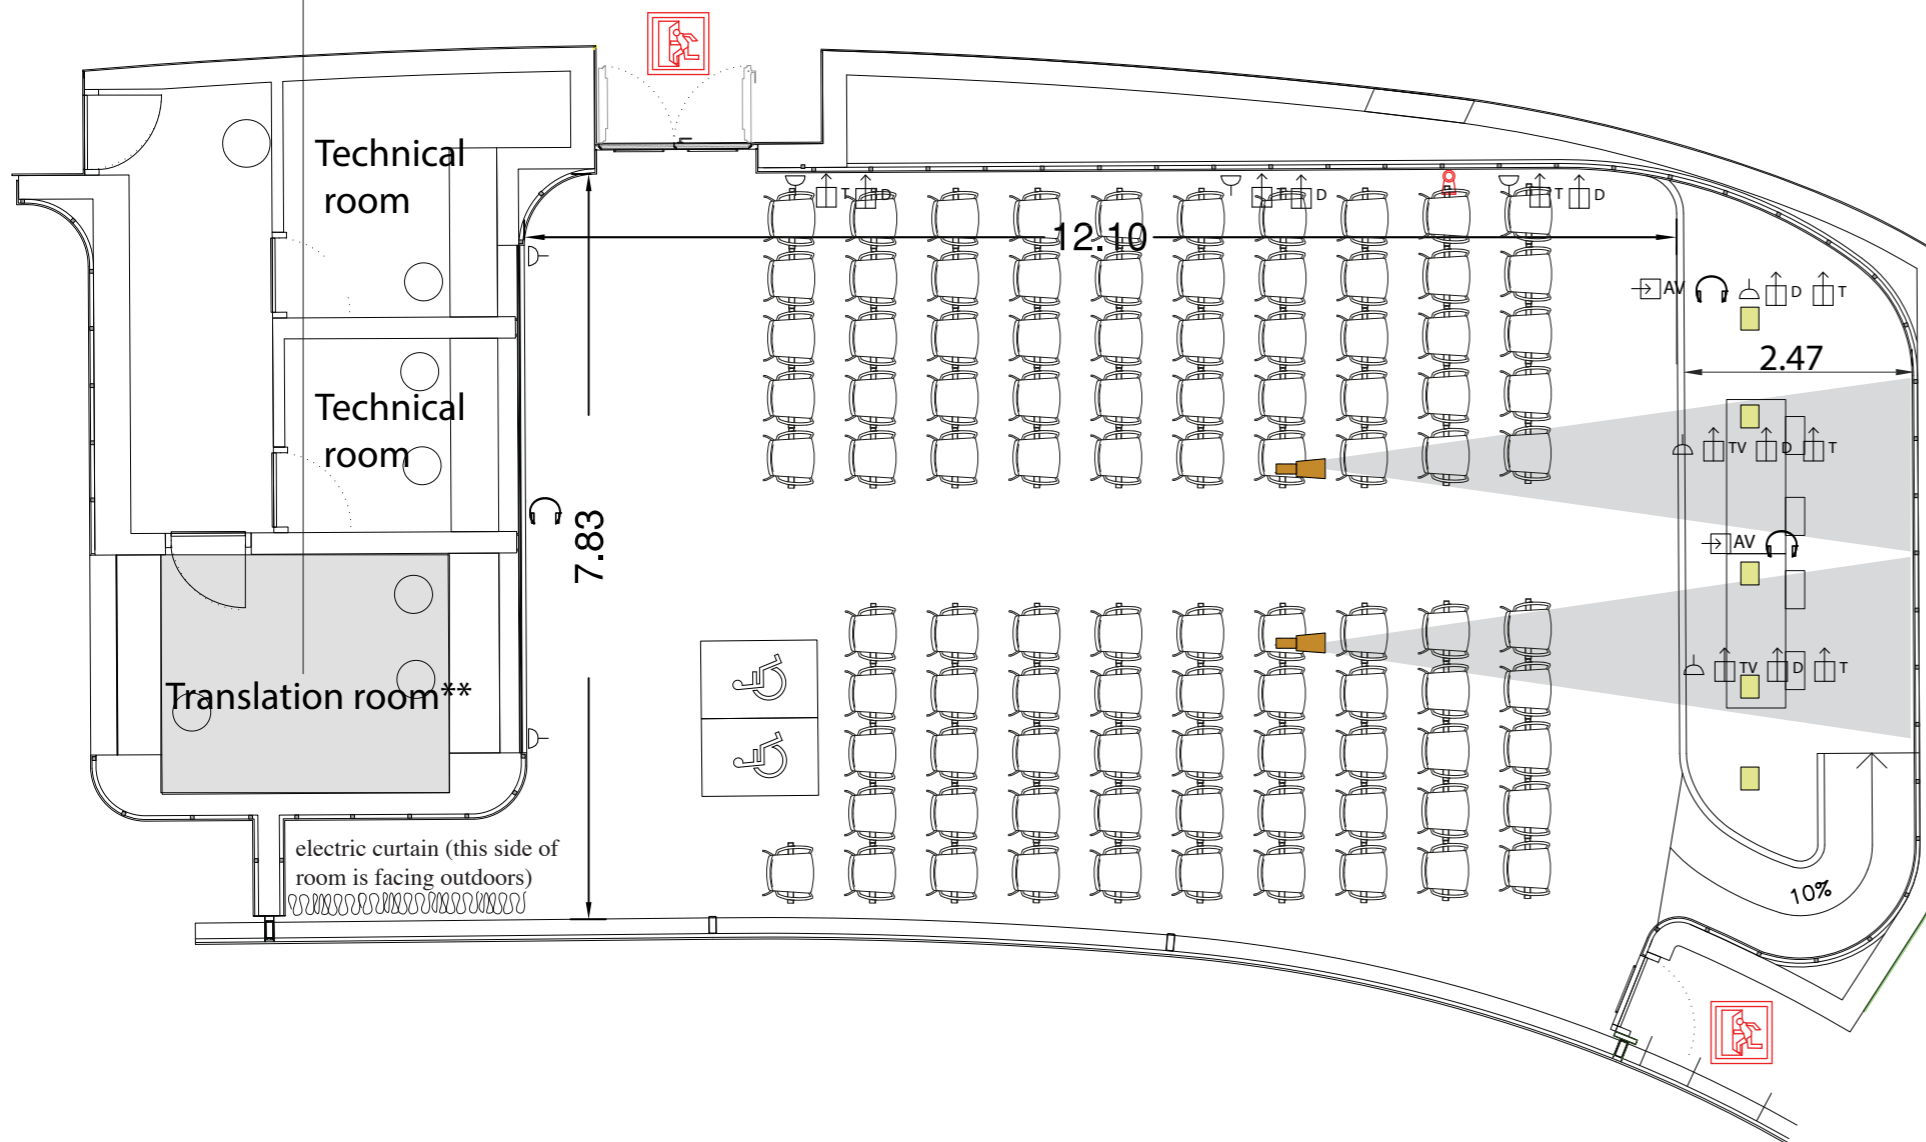 Technical
room
T
D
T
D
T
D
12.10
AV
D
T
2.47
Technical
room
TV
D
T
7.83
AV
Translation room**
TV
D
T
electric curtain (this side of
room is facing outdoors)
10%